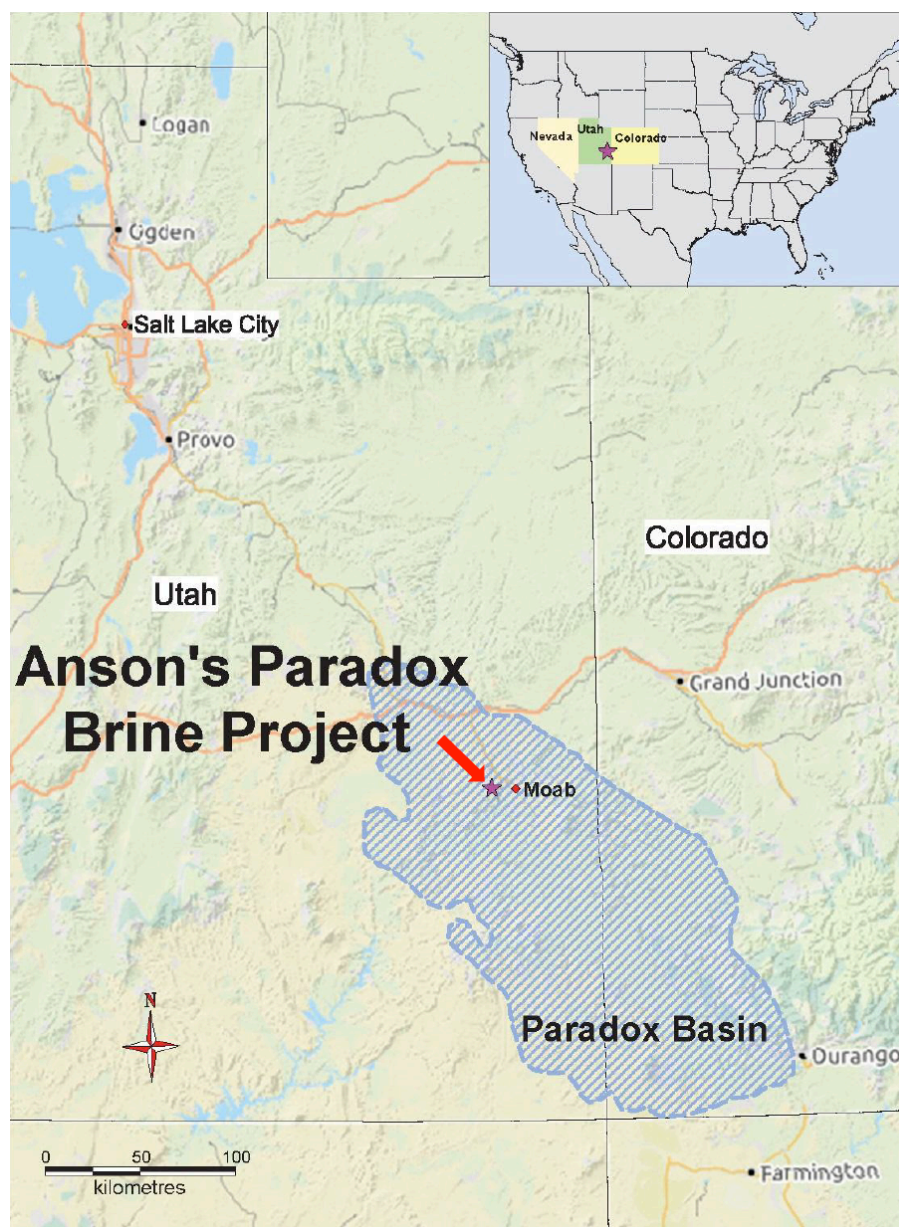 Nevada
Utah
Colorado
Logan
Ogden
Salt Lake City
Provo
Colorado
Utah
Anson's Paradox
Brine Project
Grand Junction
Moab
Paradox Basin
N
Durango
0 50 100
kilometres
Farmington